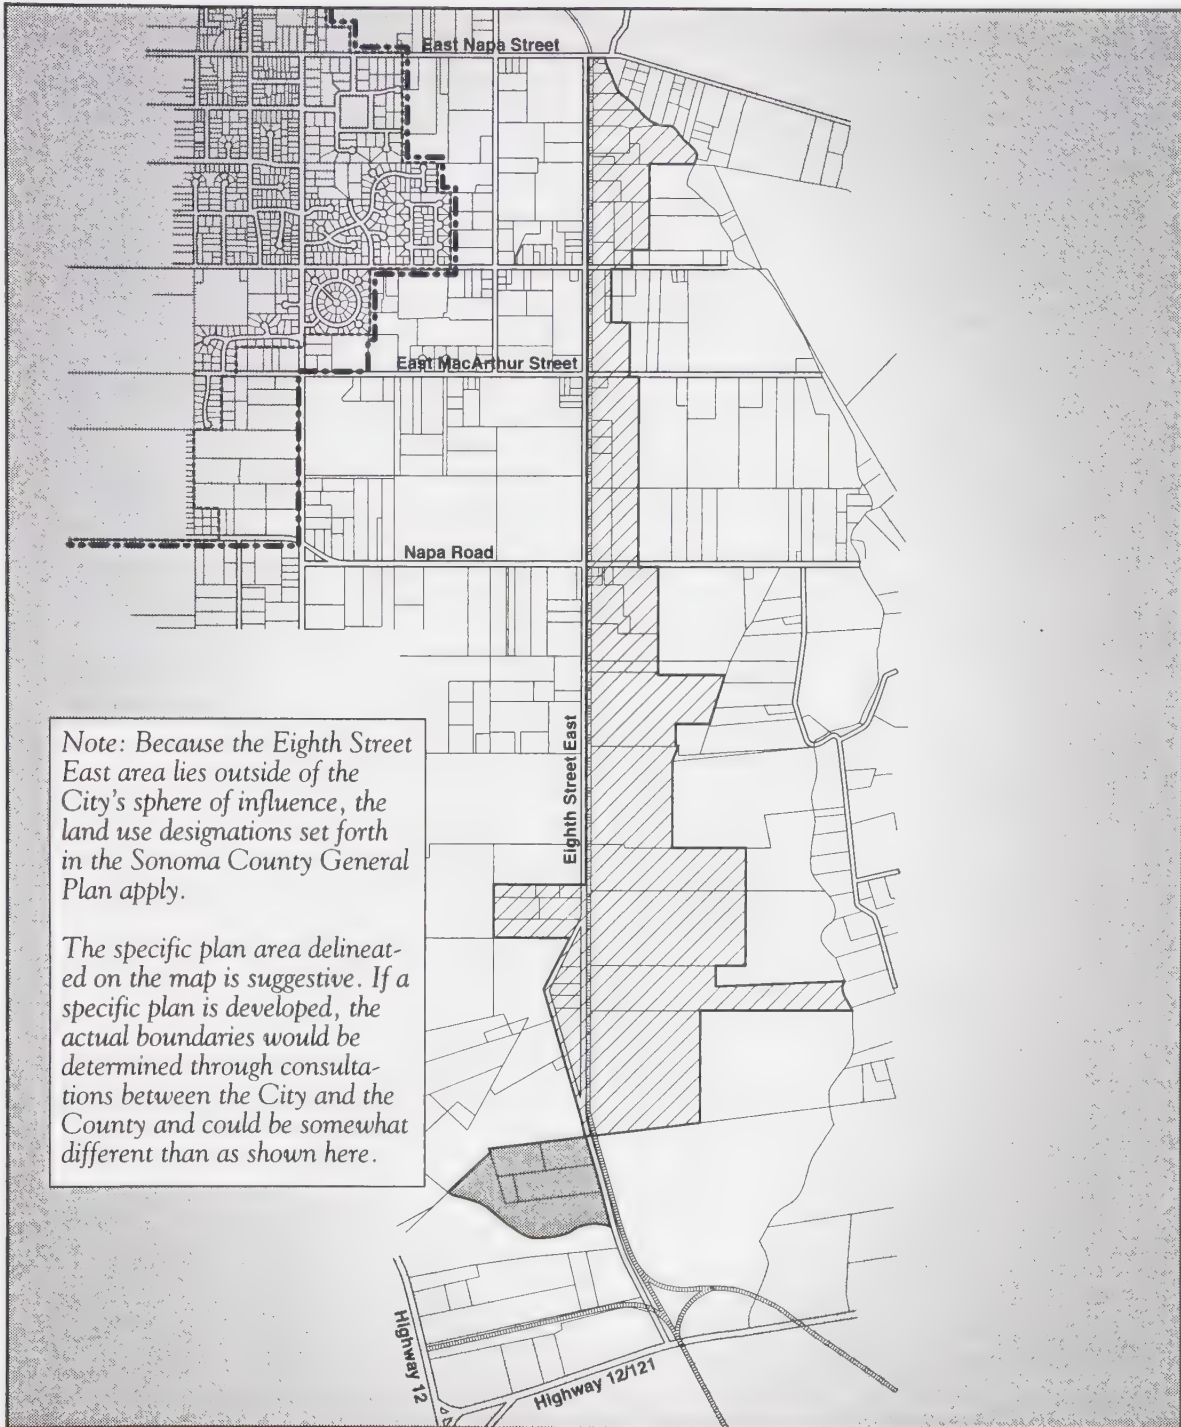 East Napa Street
East MacArthur Street
Napa Road
Eighth Street East
Note: Because the Eighth Street
East area lies outside of the
City's sphere of influence, the
land use designations set forth
in the Sonoma County General
Plan apply.
The specific plan area delineat-
ed on the map is suggestive. If a
specific plan is developed, the
actual boundaries would be
determined through consulta-
tions between the City and the
County and could be somewhat
different than as shown here.
Highway 12
Highway 12/121